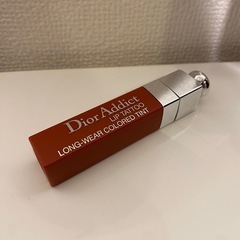 Dior Addict
LIP TATTOO
LONG-WEAR COLORED TINT